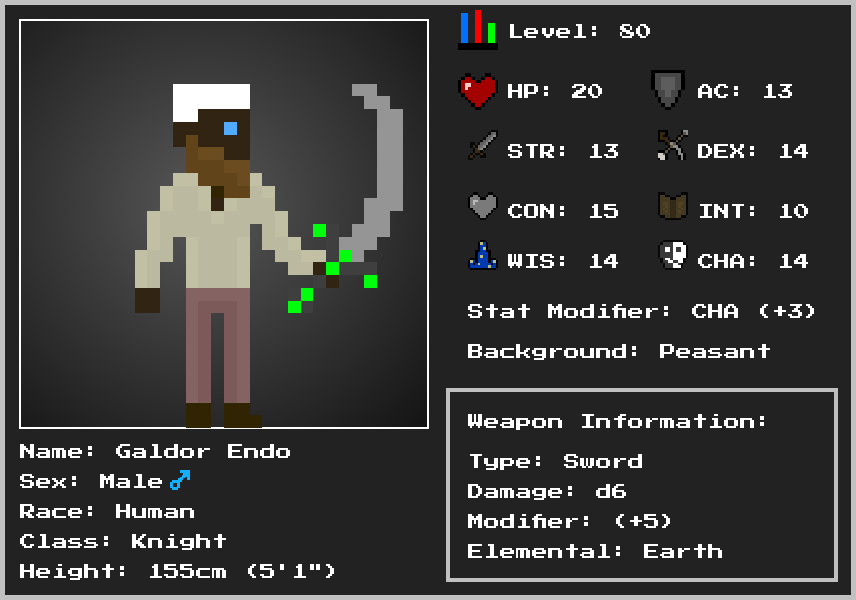 Level: 80
HP: 20
AC: 13
STR: 13
DEX: 14
CON: 15
INT: 10
WIS: 14
CHA: 14
Stat Modifier: CHA (+3)
Background: Peasant
Weapon Information:
Type: Sword
Damage: d6
Modifier: (+5)
Elemental: Earth
Name: Galdor Endo
Sex: Male♂
Race: Human
Class: Knight
Height: 155cm (5'1")